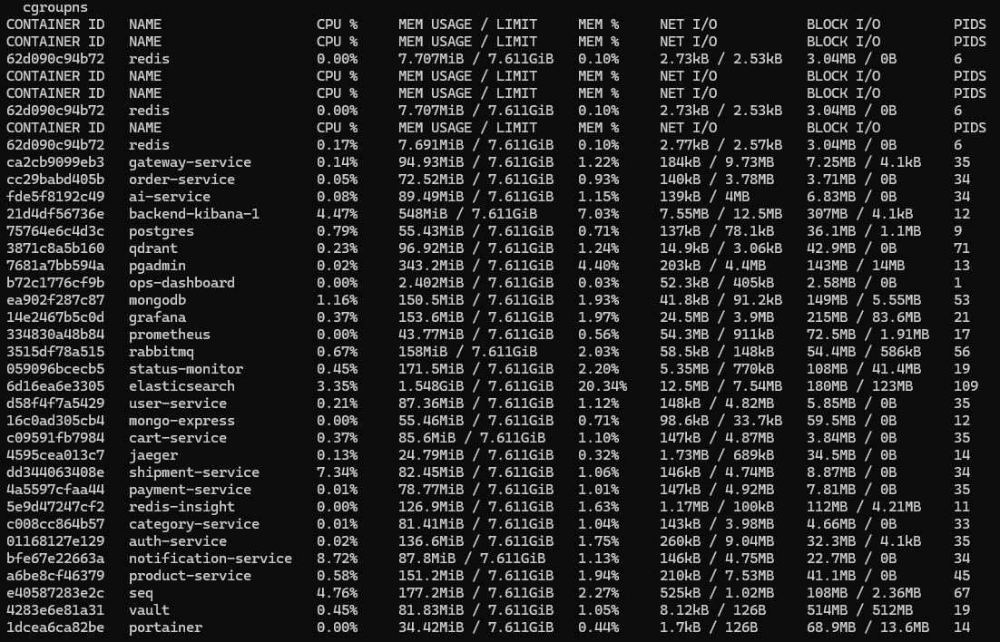 cgroupns
CONTAINER ID   NAME                   CPU %     MEM USAGE / LIMIT     MEM %     NET I/O           BLOCK I/O         PIDS
CONTAINER ID   NAME                   CPU %     MEM USAGE / LIMIT     MEM %     NET I/O           BLOCK I/O         PIDS
62d090c94b72   redis                  0.00%     7.707MiB / 7.611GiB   0.10%     2.73kB / 2.53kB   3.04MB / 0B       6
CONTAINER ID   NAME                   CPU %     MEM USAGE / LIMIT     MEM %     NET I/O           BLOCK I/O         PIDS
CONTAINER ID   NAME                   CPU %     MEM USAGE / LIMIT     MEM %     NET I/O           BLOCK I/O         PIDS
62d090c94b72   redis                  0.00%     7.707MiB / 7.611GiB   0.10%     2.73kB / 2.53kB   3.04MB / 0B       6
CONTAINER ID   NAME                   CPU %     MEM USAGE / LIMIT     MEM %     NET I/O           BLOCK I/O         PIDS
62d090c94b72   redis                  0.17%     7.691MiB / 7.611GiB   0.10%     2.77kB / 2.57kB   3.04MB / 0B       6
ca2cb9099eb3   gateway-service        0.14%     94.93MiB / 7.611GiB   1.22%     184kB / 9.73MB    7.25MB / 4.1kB    35
cc29babd405b   order-service          0.05%     72.52MiB / 7.611GiB   0.93%     140kB / 3.78MB    3.71MB / 0B       34
fde5f8192c49   ai-service             0.08%     89.49MiB / 7.611GiB   1.15%     139kB / 4MB       6.83MB / 0B       34
21d4df56736e   backend-kibana-1       4.47%     548MiB / 7.611GiB     7.03%     7.55MB / 12.5MB   307MB / 4.1kB     12
75764e6c4d3c   postgres               0.79%     55.43MiB / 7.611GiB   0.71%     137kB / 78.1kB    36.1MB / 1.1MB    9
3871c8a5b160   qdrant                 0.23%     96.92MiB / 7.611GiB   1.24%     14.9kB / 3.06kB   42.9MB / 0B       71
7681a7bb594a   pgadmin                0.02%     343.2MiB / 7.611GiB   4.40%     203kB / 4.4MB     143MB / 14MB      13
b72c1776cf9b   ops-dashboard          0.00%     2.402MiB / 7.611GiB   0.03%     52.3kB / 405kB    2.58MB / 0B       1
ea902f287c87   mongodb                1.16%     150.5MiB / 7.611GiB   1.93%     41.8kB / 91.2kB   149MB / 5.55MB    53
14e2467b5c0d   grafana                0.37%     153.6MiB / 7.611GiB   1.97%     24.5MB / 3.9MB    215MB / 83.6MB    21
334830a48b84   prometheus             0.00%     43.77MiB / 7.611GiB   0.56%     54.3MB / 911kB    72.5MB / 1.91MB   17
3515df78a515   rabbitmq               0.67%     158MiB / 7.611GiB     2.03%     58.5kB / 148kB    54.4MB / 586kB    56
059096bcecb5   status-monitor         0.45%     171.5MiB / 7.611GiB   2.20%     5.35MB / 770kB    108MB / 41.4MB    19
6d16ea6e3305   elasticsearch          3.35%     1.548GiB / 7.611GiB   20.34%    12.5MB / 7.54MB   180MB / 123MB     109
d58f4f7a5429   user-service           0.21%     87.36MiB / 7.611GiB   1.12%     148kB / 4.82MB    5.85MB / 0B       35
16c0ad305cb4   mongo-express          0.00%     55.46MiB / 7.611GiB   0.71%     98.6kB / 33.7kB   59.5MB / 0B       12
c09591fb7984   cart-service           0.37%     85.6MiB / 7.611GiB    1.10%     147kB / 4.87MB    3.84MB / 0B       35
4595cea013c7   jaeger                 0.13%     24.79MiB / 7.611GiB   0.32%     1.73MB / 689kB    34.5MB / 0B       14
dd344063408e   shipment-service       7.34%     82.45MiB / 7.611GiB   1.06%     146kB / 4.74MB    8.87MB / 0B       34
4a5597cfaa44   payment-service        0.01%     78.77MiB / 7.611GiB   1.01%     147kB / 4.92MB    7.81MB / 0B       35
5e9d47247cf2   redis-insight          0.00%     126.9MiB / 7.611GiB   1.63%     1.17MB / 100kB    112MB / 4.21MB    11
c008cc864b57   category-service       0.01%     81.41MiB / 7.611GiB   1.04%     143kB / 3.98MB    4.66MB / 0B       33
01168127e129   auth-service           0.02%     136.6MiB / 7.611GiB   1.75%     260kB / 9.04MB    32.3MB / 4.1kB    35
bfe67e22663a   notification-service   8.72%     87.8MiB / 7.611GiB    1.13%     146kB / 4.75MB    22.7MB / 0B       34
a6be8cf46379   product-service        0.58%     151.2MiB / 7.611GiB   1.94%     210kB / 7.53MB    41.1MB / 0B       45
e40587283e2c   seq                    4.76%     177.2MiB / 7.611GiB   2.27%     525kB / 1.02MB    108MB / 2.36MB    67
4283e6e81a31   vault                  0.45%     81.83MiB / 7.611GiB   1.05%     8.12kB / 126B     514MB / 512MB     19
1dcea6ca82be   portainer              0.00%     34.42MiB / 7.611GiB   0.44%     1.7kB / 126B      68.9MB / 13.6MB   14